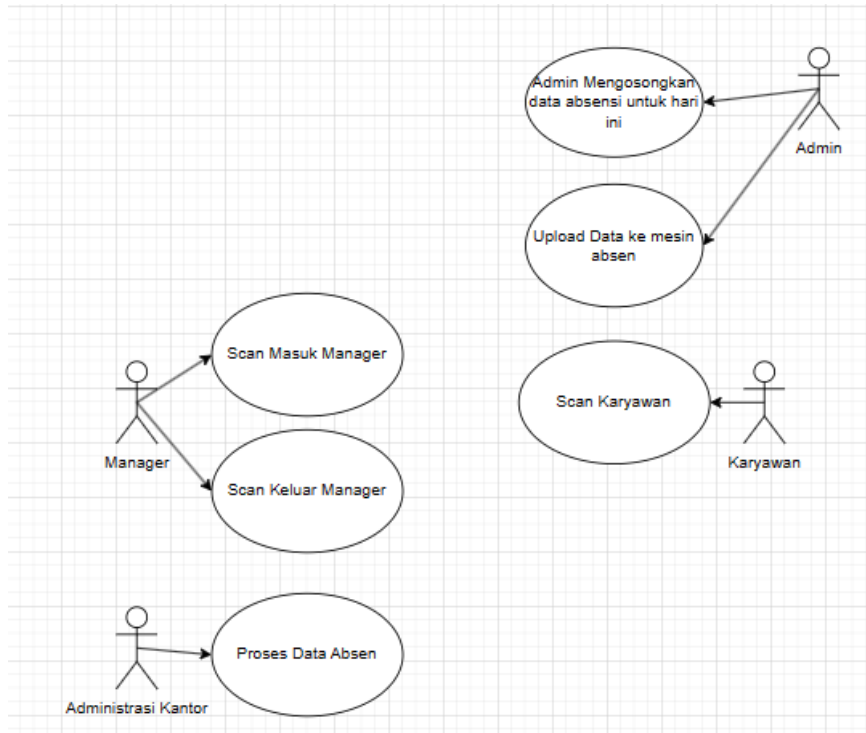 Admin Mengosongkan
data absensi untuk hari
ini
Admin
Upload Data ke mesin
absen
Scan Masuk Manager
Manager
Scan Karyawan
Karyawan
Scan Keluar Manager
Proses Data Absen
Administrasi Kantor